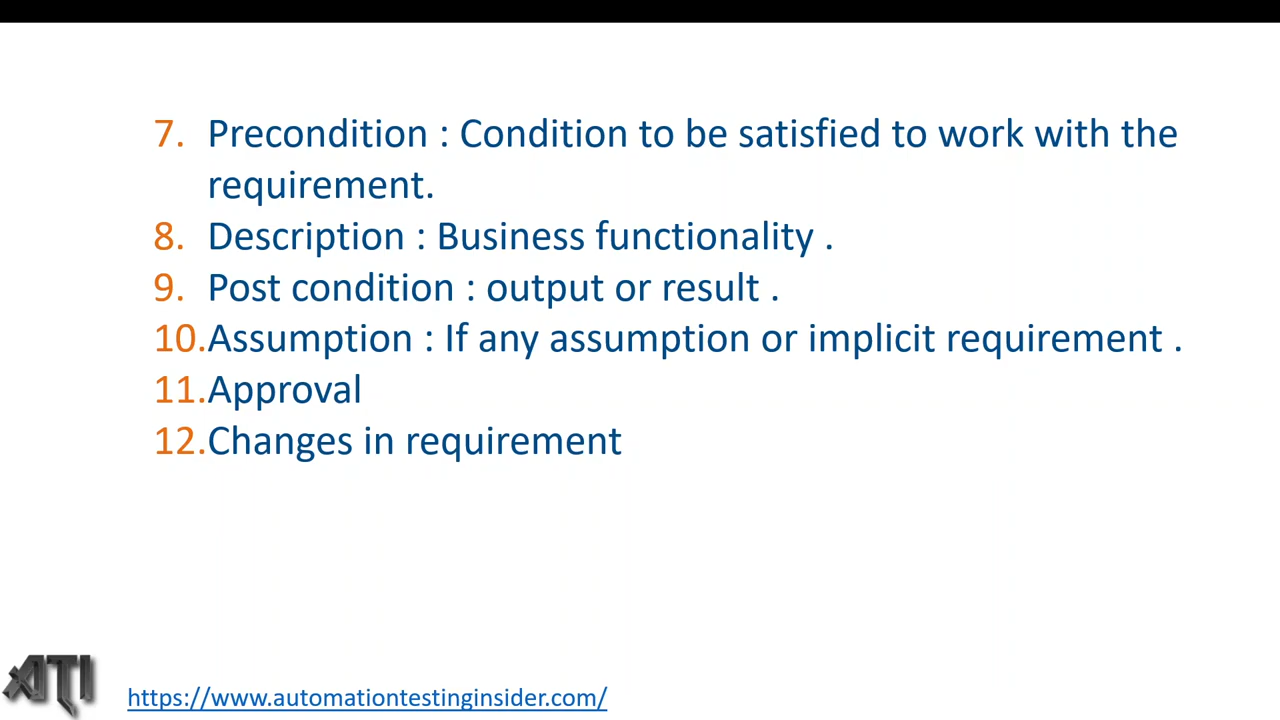 7. Precondition : Condition to be satisfied to work with the
requirement.
8. Description : Business functionality .
9. Post condition : output or result .
10.Assumption : If any assumption or implicit requirement .
11.Approval
12.Changes in requirement
ATI
https://www.automationtestinginsider.com/